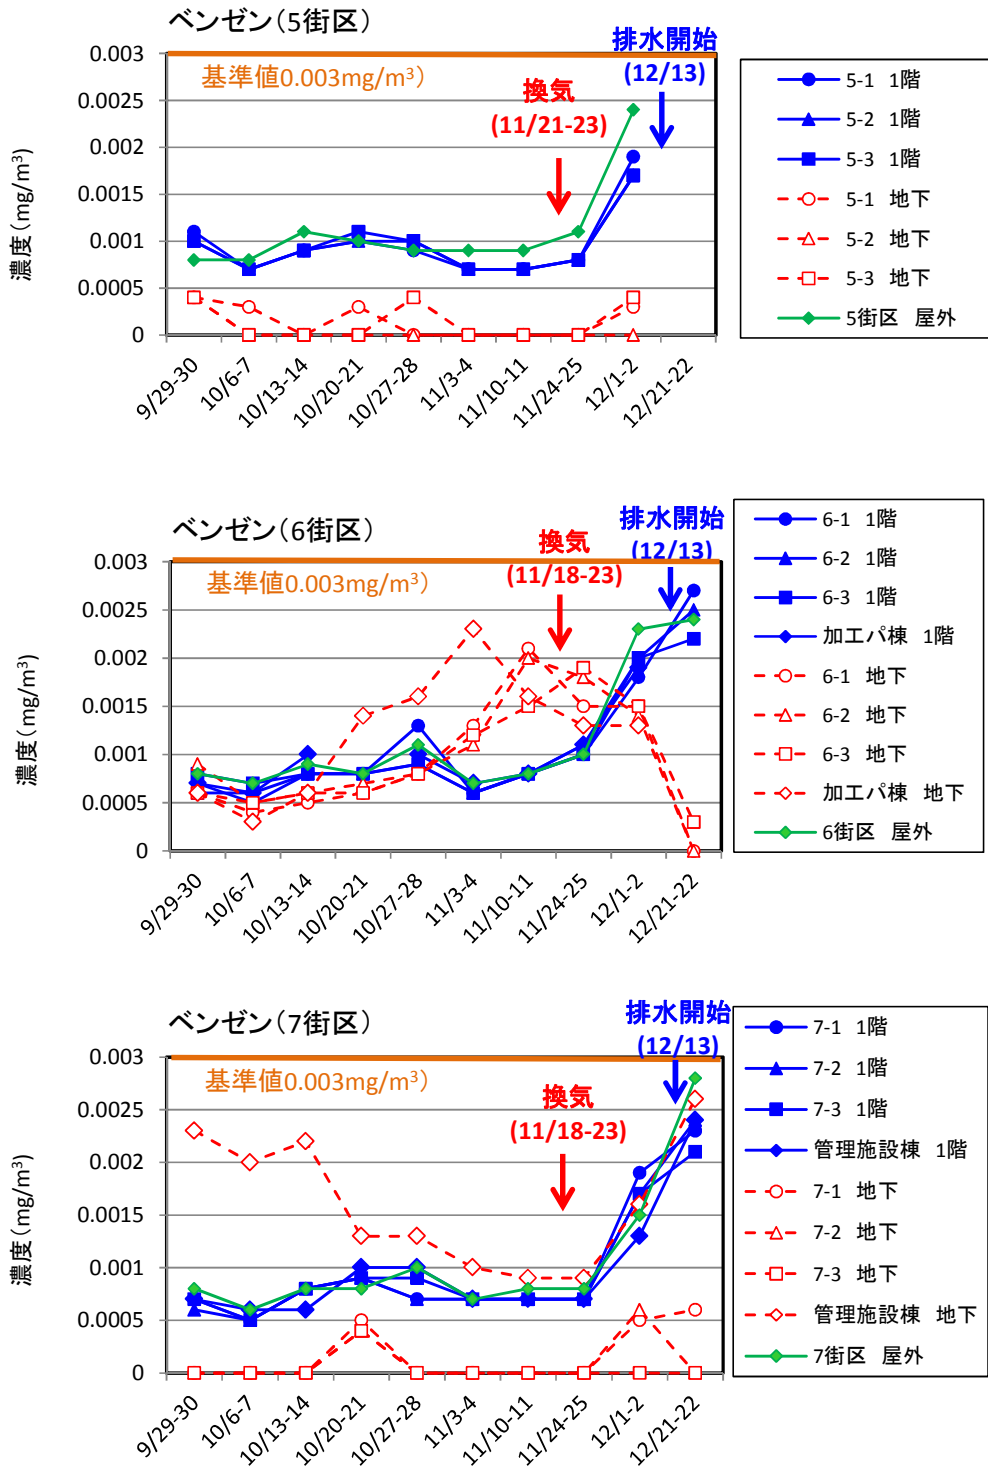 ベンゼン（5街区）
排水開始
(12/13)
基準値0.003mg/m³）
換気
(11/21-23)
濃度（mg/m³）
0.003
0.0025
0.002
0.0015
0.001
0.0005
0
9/29-30
10/6-7
10/13-14
10/20-21
10/27-28
11/3-4
11/10-11
11/24-25
12/1-2
12/21-22
5-1 1階
5-2 1階
5-3 1階
5-1 地下
5-2 地下
5-3 地下
5街区 屋外
ベンゼン（6街区）
排水開始
(12/13)
換気
(11/18-23)
基準値0.003mg/m³）
濃度（mg/m³）
0.003
0.0025
0.002
0.0015
0.001
0.0005
0
9/29-30
10/6-7
10/13-14
10/20-21
10/27-28
11/3-4
11/10-11
11/24-25
12/1-2
12/21-22
6-1 1階
6-2 1階
6-3 1階
加工パ棟 1階
6-1 地下
6-2 地下
6-3 地下
加工パ棟 地下
6街区 屋外
ベンゼン（7街区）
排水開始
(12/13)
基準値0.003mg/m³）
換気
(11/18-23)
濃度（mg/m³）
0.003
0.0025
0.002
0.0015
0.001
0.0005
0
9/29-30
10/6-7
10/13-14
10/20-21
10/27-28
11/3-4
11/10-11
11/24-25
12/1-2
12/21-22
7-1 1階
7-2 1階
7-3 1階
管理施設棟 1階
7-1 地下
7-2 地下
7-3 地下
管理施設棟 地下
7街区 屋外